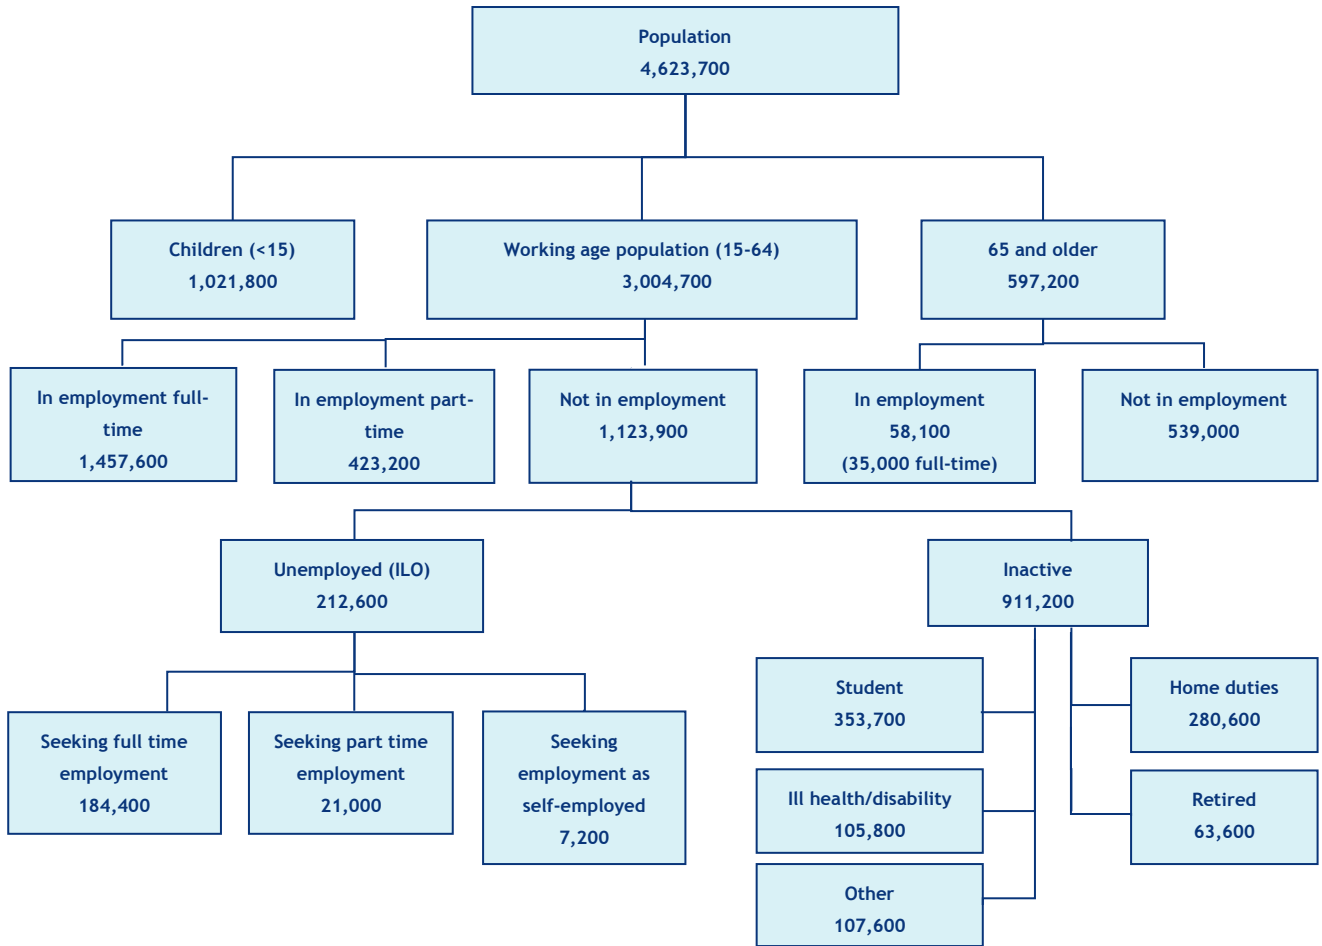 Population
4,623,700
Children (<15)
1,021,800
Working age population (15-64)
3,004,700
65 and older
597,200
In employment full-
time
1,457,600
In employment part-
time
423,200
Not in employment
1,123,900
In employment
58,100
(35,000 full-time)
Not in employment
539,000
Unemployed (ILO)
212,600
Inactive
911,200
Seeking full time
employment
184,400
Seeking part time
employment
21,000
Seeking
employment as
self-employed
7,200
Student
353,700
Home duties
280,600
Ill health/disability
105,800
Retired
63,600
Other
107,600